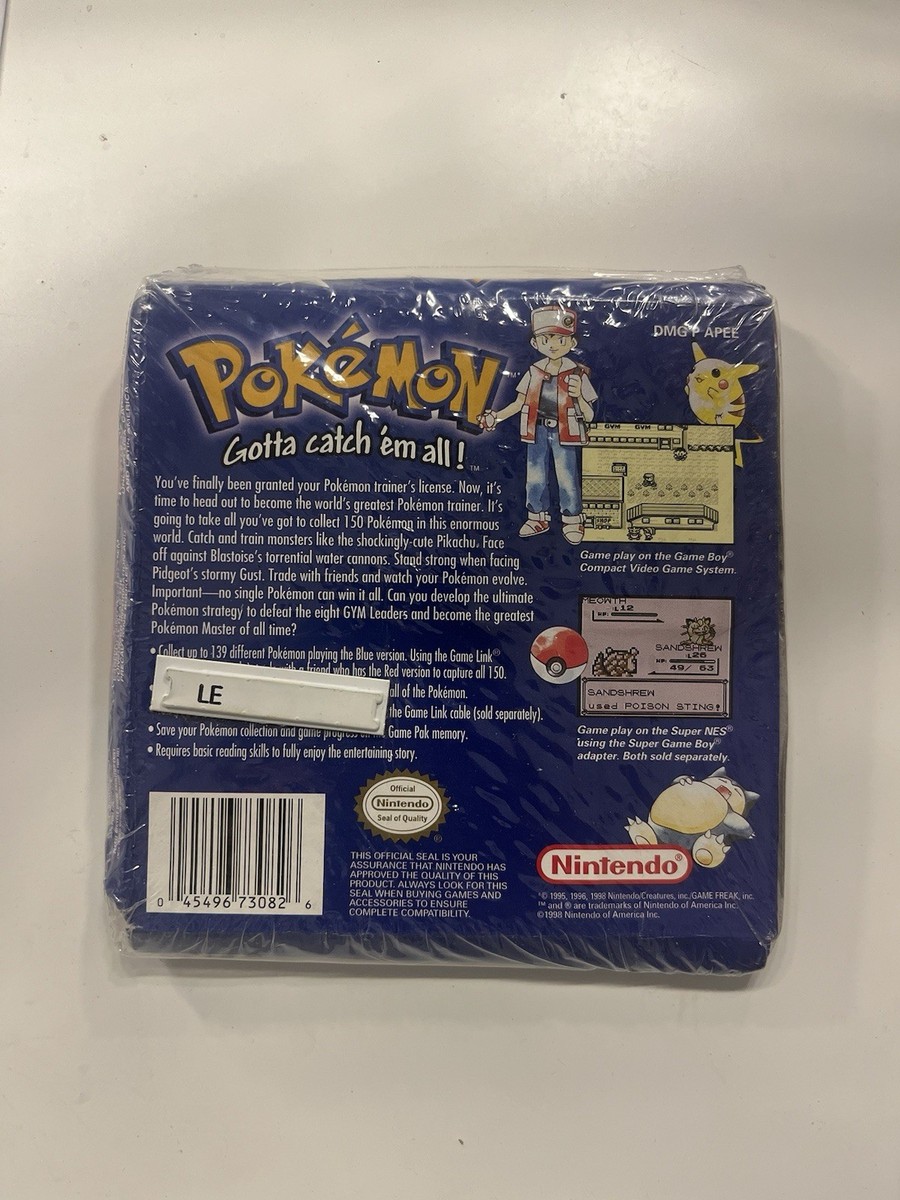 DMG P APEE
POKéMON
Gotta catch 'em all!
TM
You've finally been granted your Pokémon trainer's license. Now, it's
time to head out to become the world's greatest Pokémon trainer. It's
going to take all you've got to collect 150 Pokémon in this enormous
world. Catch and train monsters like the shockingly-cute Pikachu. Face
off against Blastoise's torrential water cannons. Stand strong when facing
Pidgeot's stormy Gust. Trade with friends and watch your Pokémon evolve.
Important—no single Pokémon can win it all. Can you develop the ultimate
Pokémon strategy to defeat the eight GYM Leaders and become the greatest
Pokémon Master of all time?
• Collect up to 139 different Pokémon playing the Blue version. Using the Game Link®
with a friend who has the Red version to capture all 150.
all of the Pokémon.
the Game Link cable (sold separately).
• Save your Pokémon collection and game progress Game Pak memory.
• Requires basic reading skills to fully enjoy the entertaining story.
LE
GYM GYM
Game play on the Game Boy®
Compact Video Game System.
MEOWTH
L12
HP:
SANDSHREW
L26
HP:
49/ 63
SANDSHREW
used POISON STING!
Game play on the Super NES®
using the Super Game Boy®
adapter. Both sold separately.
0 45496 73082 6
Official
Nintendo
Seal of Quality
®
THIS OFFICIAL SEAL IS YOUR
ASSURANCE THAT NINTENDO HAS
APPROVED THE QUALITY OF THIS
PRODUCT. ALWAYS LOOK FOR THIS
SEAL WHEN BUYING GAMES AND
ACCESSORIES TO ENSURE
COMPLETE COMPATIBILITY.
Nintendo®
© 1995, 1996, 1998 Nintendo/Creatures, inc./GAME FREAK, inc.
TM and ® are trademarks of Nintendo of America Inc.
©1998 Nintendo of America Inc.